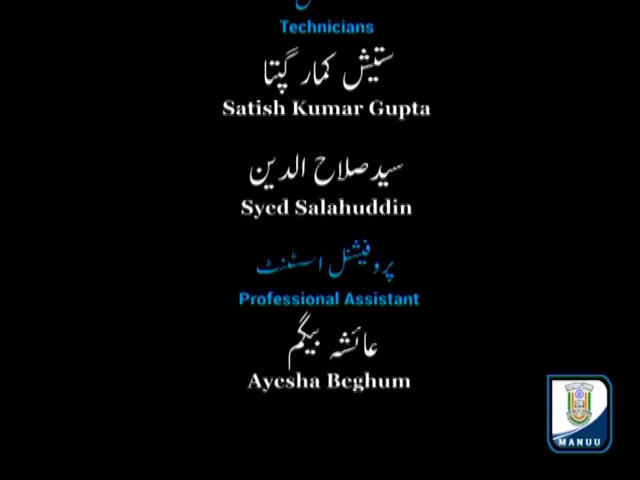 Technicians
ستیش کمار گپتا
Satish Kumar Gupta
سید صلاح الدین
Syed Salahuddin
پروفیشنل اسسٹنٹ
Professional Assistant
عائشہ بیگم
Ayesha Beghum
MANUU